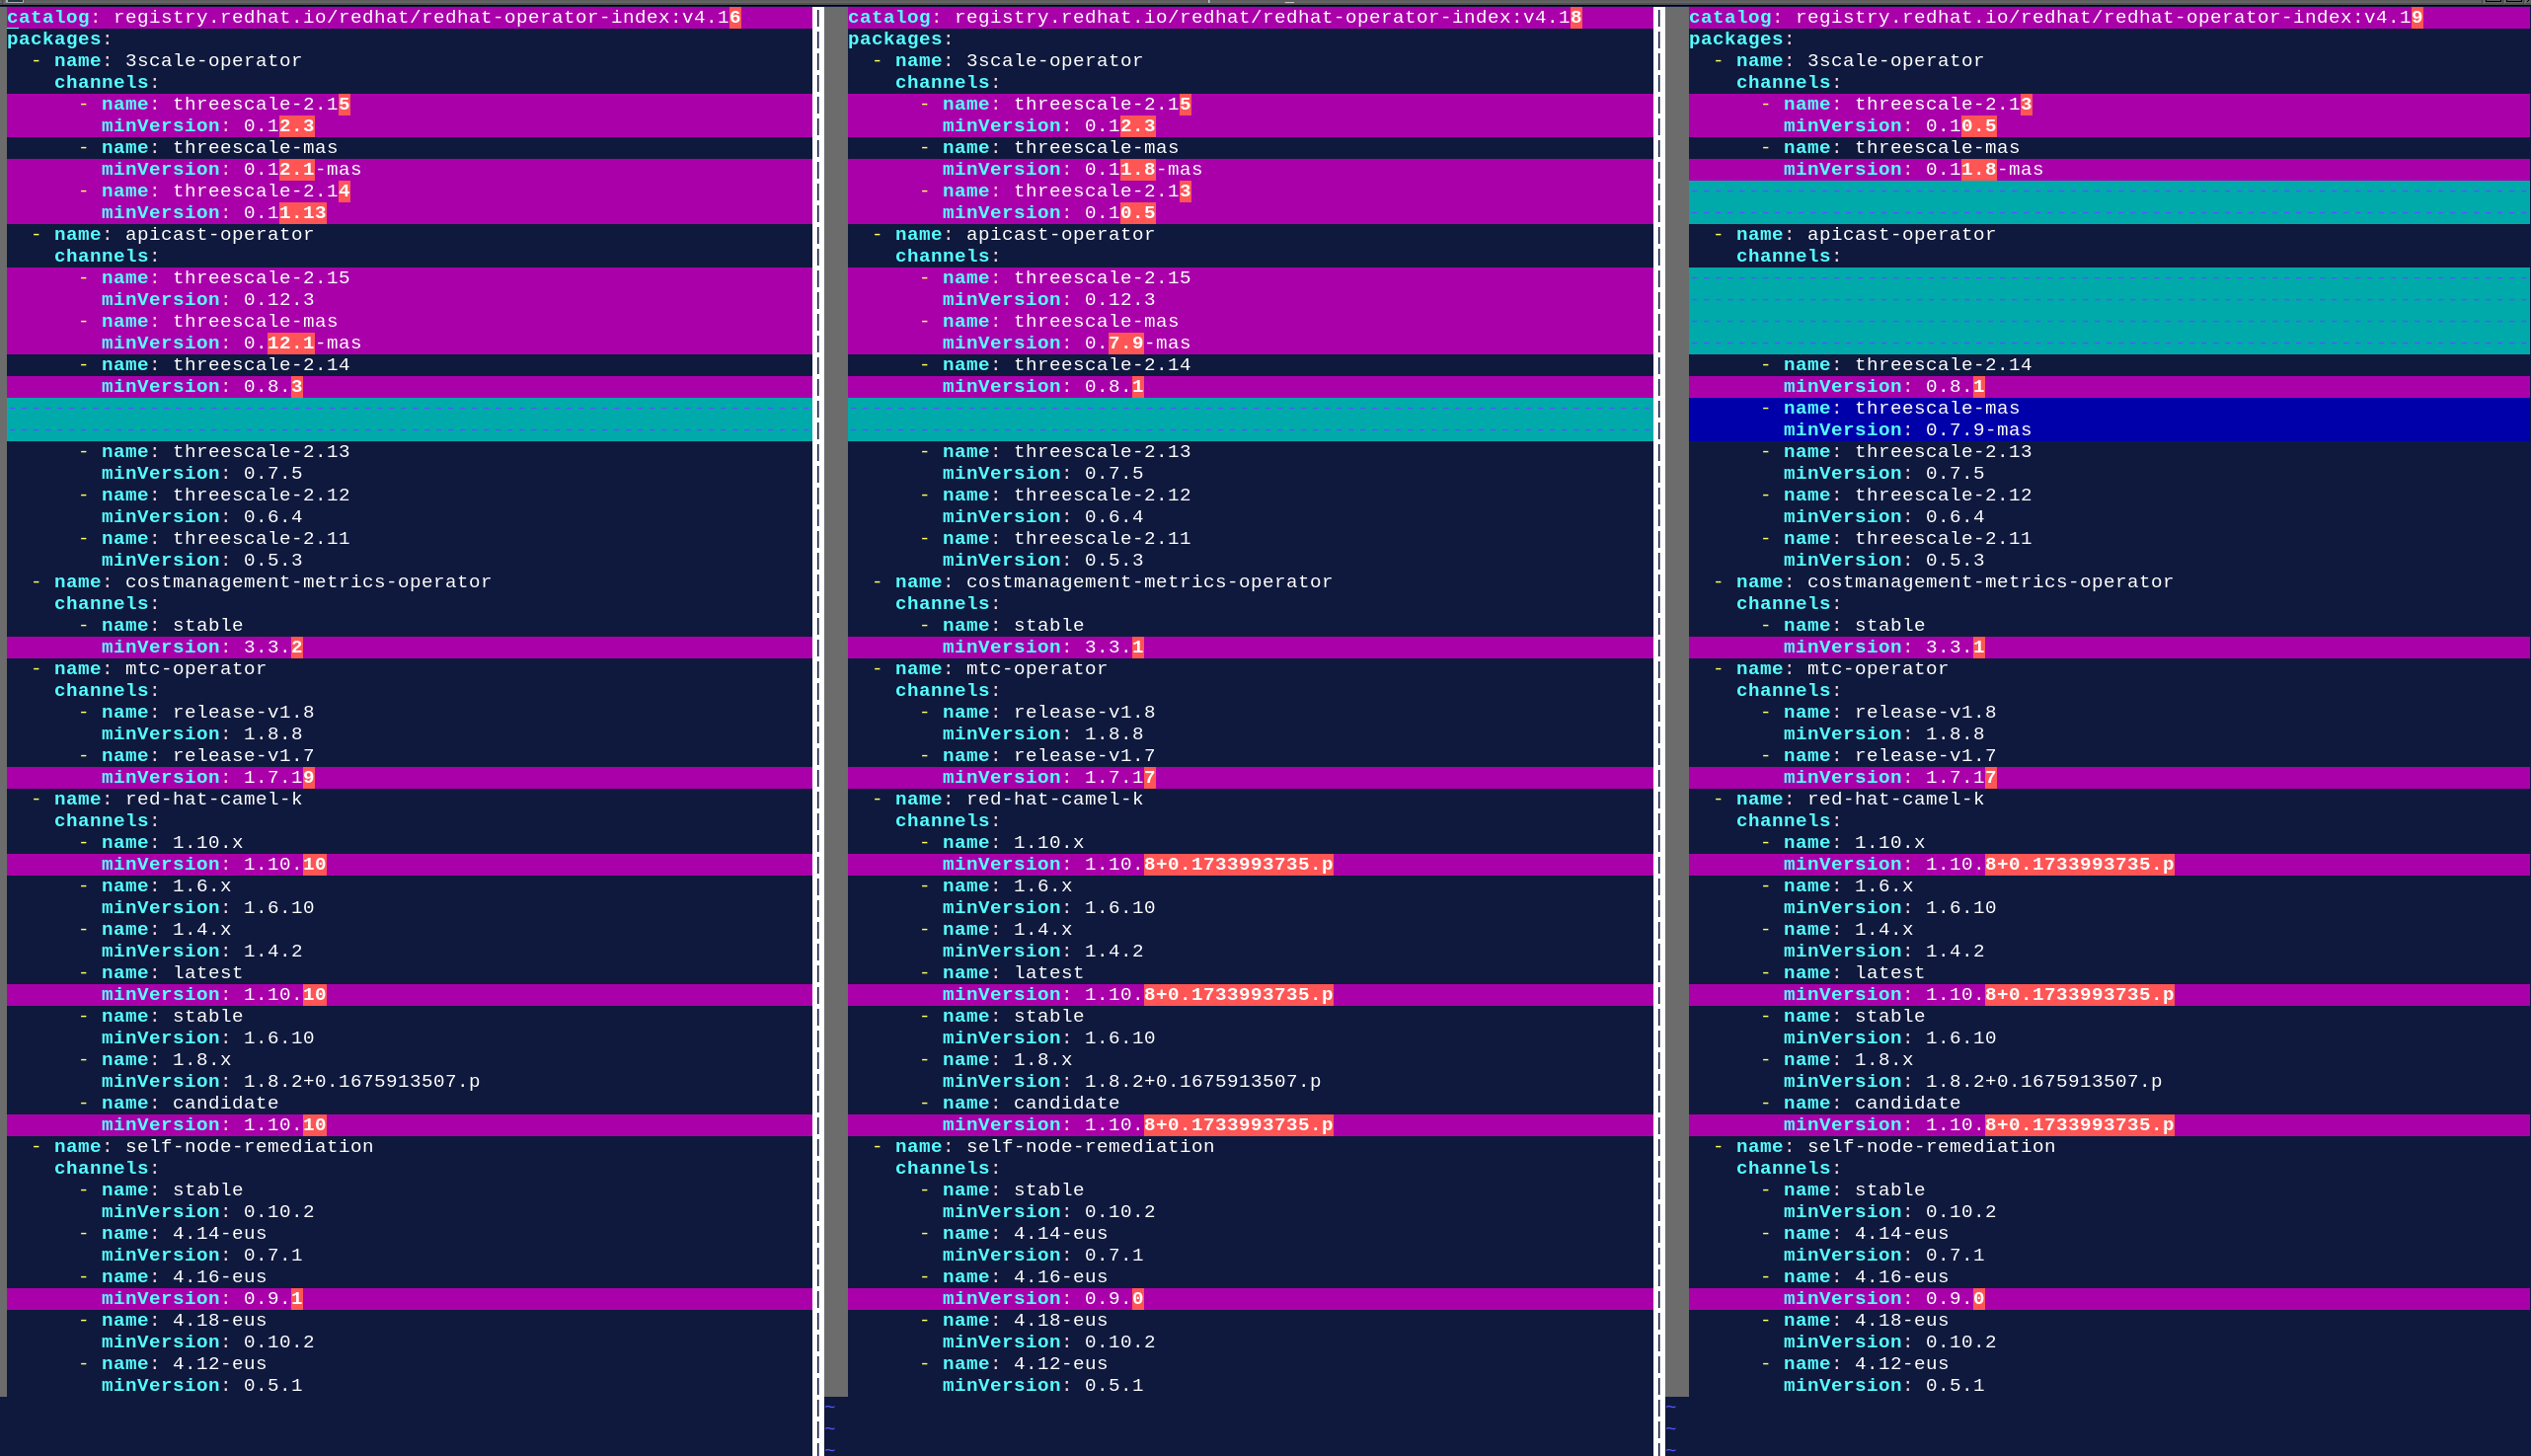 catalog: registry.redhat.io/redhat/redhat-operator-index:v4.16
packages:
  - name: 3scale-operator
    channels:
      - name: threescale-2.15
        minVersion: 0.12.3
      - name: threescale-mas
        minVersion: 0.12.1-mas
      - name: threescale-2.14
        minVersion: 0.11.13
  - name: apicast-operator
    channels:
      - name: threescale-2.15
        minVersion: 0.12.3
      - name: threescale-mas
        minVersion: 0.12.1-mas
      - name: threescale-2.14
        minVersion: 0.8.3
      - name: threescale-2.13
        minVersion: 0.7.5
      - name: threescale-2.12
        minVersion: 0.6.4
      - name: threescale-2.11
        minVersion: 0.5.3
  - name: costmanagement-metrics-operator
    channels:
      - name: stable
        minVersion: 3.3.2
  - name: mtc-operator
    channels:
      - name: release-v1.8
        minVersion: 1.8.8
      - name: release-v1.7
        minVersion: 1.7.19
  - name: red-hat-camel-k
    channels:
      - name: 1.10.x
        minVersion: 1.10.10
      - name: 1.6.x
        minVersion: 1.6.10
      - name: 1.4.x
        minVersion: 1.4.2
      - name: latest
        minVersion: 1.10.10
      - name: stable
        minVersion: 1.6.10
      - name: 1.8.x
        minVersion: 1.8.2+0.1675913507.p
      - name: candidate
        minVersion: 1.10.10
  - name: self-node-remediation
    channels:
      - name: stable
        minVersion: 0.10.2
      - name: 4.14-eus
        minVersion: 0.7.1
      - name: 4.16-eus
        minVersion: 0.9.1
      - name: 4.18-eus
        minVersion: 0.10.2
      - name: 4.12-eus
        minVersion: 0.5.1
catalog: registry.redhat.io/redhat/redhat-operator-index:v4.18
packages:
  - name: 3scale-operator
    channels:
      - name: threescale-2.15
        minVersion: 0.12.3
      - name: threescale-mas
        minVersion: 0.11.8-mas
      - name: threescale-2.13
        minVersion: 0.10.5
  - name: apicast-operator
    channels:
      - name: threescale-2.15
        minVersion: 0.12.3
      - name: threescale-mas
        minVersion: 0.7.9-mas
      - name: threescale-2.14
        minVersion: 0.8.1
      - name: threescale-2.13
        minVersion: 0.7.5
      - name: threescale-2.12
        minVersion: 0.6.4
      - name: threescale-2.11
        minVersion: 0.5.3
  - name: costmanagement-metrics-operator
    channels:
      - name: stable
        minVersion: 3.3.1
  - name: mtc-operator
    channels:
      - name: release-v1.8
        minVersion: 1.8.8
      - name: release-v1.7
        minVersion: 1.7.17
  - name: red-hat-camel-k
    channels:
      - name: 1.10.x
        minVersion: 1.10.8+0.1733993735.p
      - name: 1.6.x
        minVersion: 1.6.10
      - name: 1.4.x
        minVersion: 1.4.2
      - name: latest
        minVersion: 1.10.8+0.1733993735.p
      - name: stable
        minVersion: 1.6.10
      - name: 1.8.x
        minVersion: 1.8.2+0.1675913507.p
      - name: candidate
        minVersion: 1.10.8+0.1733993735.p
  - name: self-node-remediation
    channels:
      - name: stable
        minVersion: 0.10.2
      - name: 4.14-eus
        minVersion: 0.7.1
      - name: 4.16-eus
        minVersion: 0.9.0
      - name: 4.18-eus
        minVersion: 0.10.2
      - name: 4.12-eus
        minVersion: 0.5.1
~
~
~
catalog: registry.redhat.io/redhat/redhat-operator-index:v4.19
packages:
  - name: 3scale-operator
    channels:
      - name: threescale-2.13
        minVersion: 0.10.5
      - name: threescale-mas
        minVersion: 0.11.8-mas
  - name: apicast-operator
    channels:
      - name: threescale-2.14
        minVersion: 0.8.1
      - name: threescale-mas
        minVersion: 0.7.9-mas
      - name: threescale-2.13
        minVersion: 0.7.5
      - name: threescale-2.12
        minVersion: 0.6.4
      - name: threescale-2.11
        minVersion: 0.5.3
  - name: costmanagement-metrics-operator
    channels:
      - name: stable
        minVersion: 3.3.1
  - name: mtc-operator
    channels:
      - name: release-v1.8
        minVersion: 1.8.8
      - name: release-v1.7
        minVersion: 1.7.17
  - name: red-hat-camel-k
    channels:
      - name: 1.10.x
        minVersion: 1.10.8+0.1733993735.p
      - name: 1.6.x
        minVersion: 1.6.10
      - name: 1.4.x
        minVersion: 1.4.2
      - name: latest
        minVersion: 1.10.8+0.1733993735.p
      - name: stable
        minVersion: 1.6.10
      - name: 1.8.x
        minVersion: 1.8.2+0.1675913507.p
      - name: candidate
        minVersion: 1.10.8+0.1733993735.p
  - name: self-node-remediation
    channels:
      - name: stable
        minVersion: 0.10.2
      - name: 4.14-eus
        minVersion: 0.7.1
      - name: 4.16-eus
        minVersion: 0.9.0
      - name: 4.18-eus
        minVersion: 0.10.2
      - name: 4.12-eus
        minVersion: 0.5.1
~
~
~